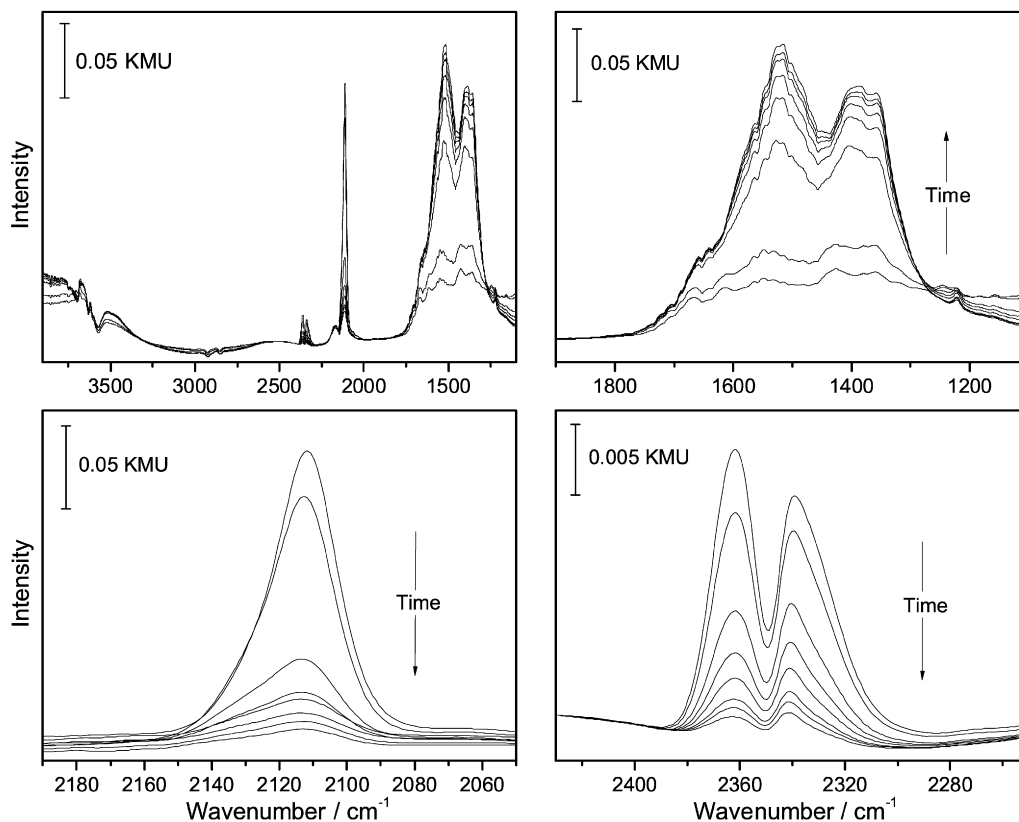 0.05 KMU
Intensity
3500 3000 2500 2000 1500
0.05 KMU
Time
1800 1600 1400 1200
0.05 KMU
Time
Intensity
2180 2160 2140 2120 2100 2080 2060
Wavenumber / cm⁻¹
0.005 KMU
Time
2400 2360 2320 2280
Wavenumber / cm⁻¹